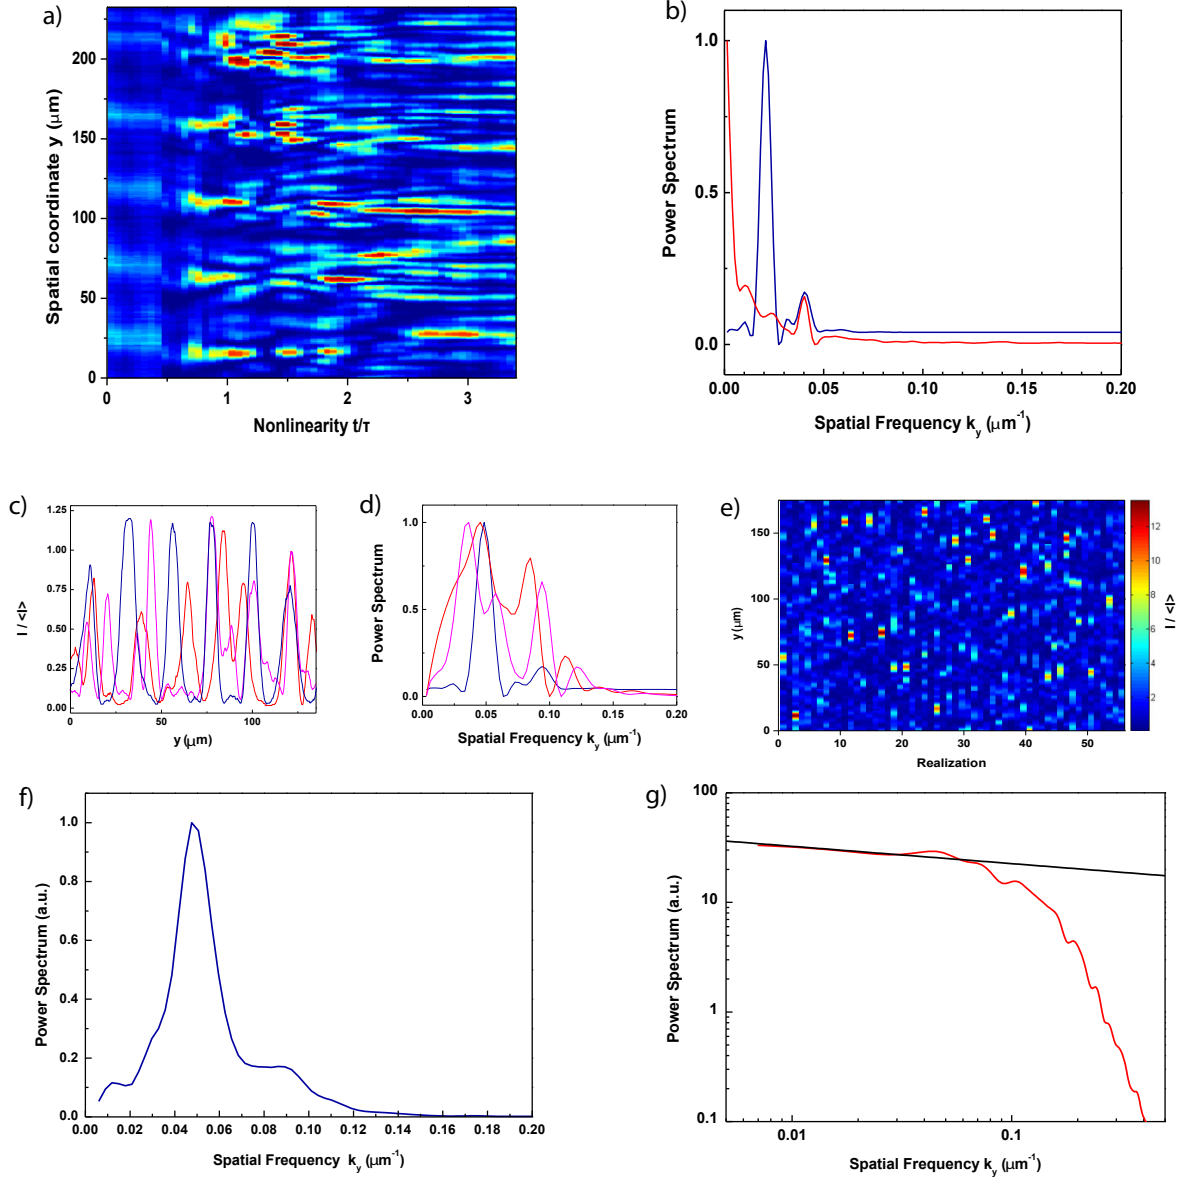 a)
Spatial coordinate y (μm)
200
150
100
50
0
0 1 2 3
Nonlinearity t/τ
b)
Power Spectrum
1.0
0.5
0.0
0.00 0.05 0.10 0.15 0.20
Spatial Frequency k_y (μm⁻¹)
c)
I / <I>
1.25
1.00
0.75
0.50
0.25
0.00
0 50 100
y (μm)
d)
Power Spectrum
1.0
0.5
0.0
0.00 0.05 0.10 0.15 0.20
Spatial Frequency k_y (μm⁻¹)
e)
y (μm)
150
100
50
0
0 10 20 30 40 50
Realization
12
10
8
6
4
2
I / <I>
f)
Power Spectrum (a.u.)
1.0
0.8
0.6
0.4
0.2
0.0
0.00 0.02 0.04 0.06 0.08 0.10 0.12 0.14 0.16 0.18 0.20
Spatial Frequency k_y (μm⁻¹)
g)
Power Spectrum (a.u.)
100
10
1
0.1
0.01 0.1
Spatial Frequency k_y (μm⁻¹)